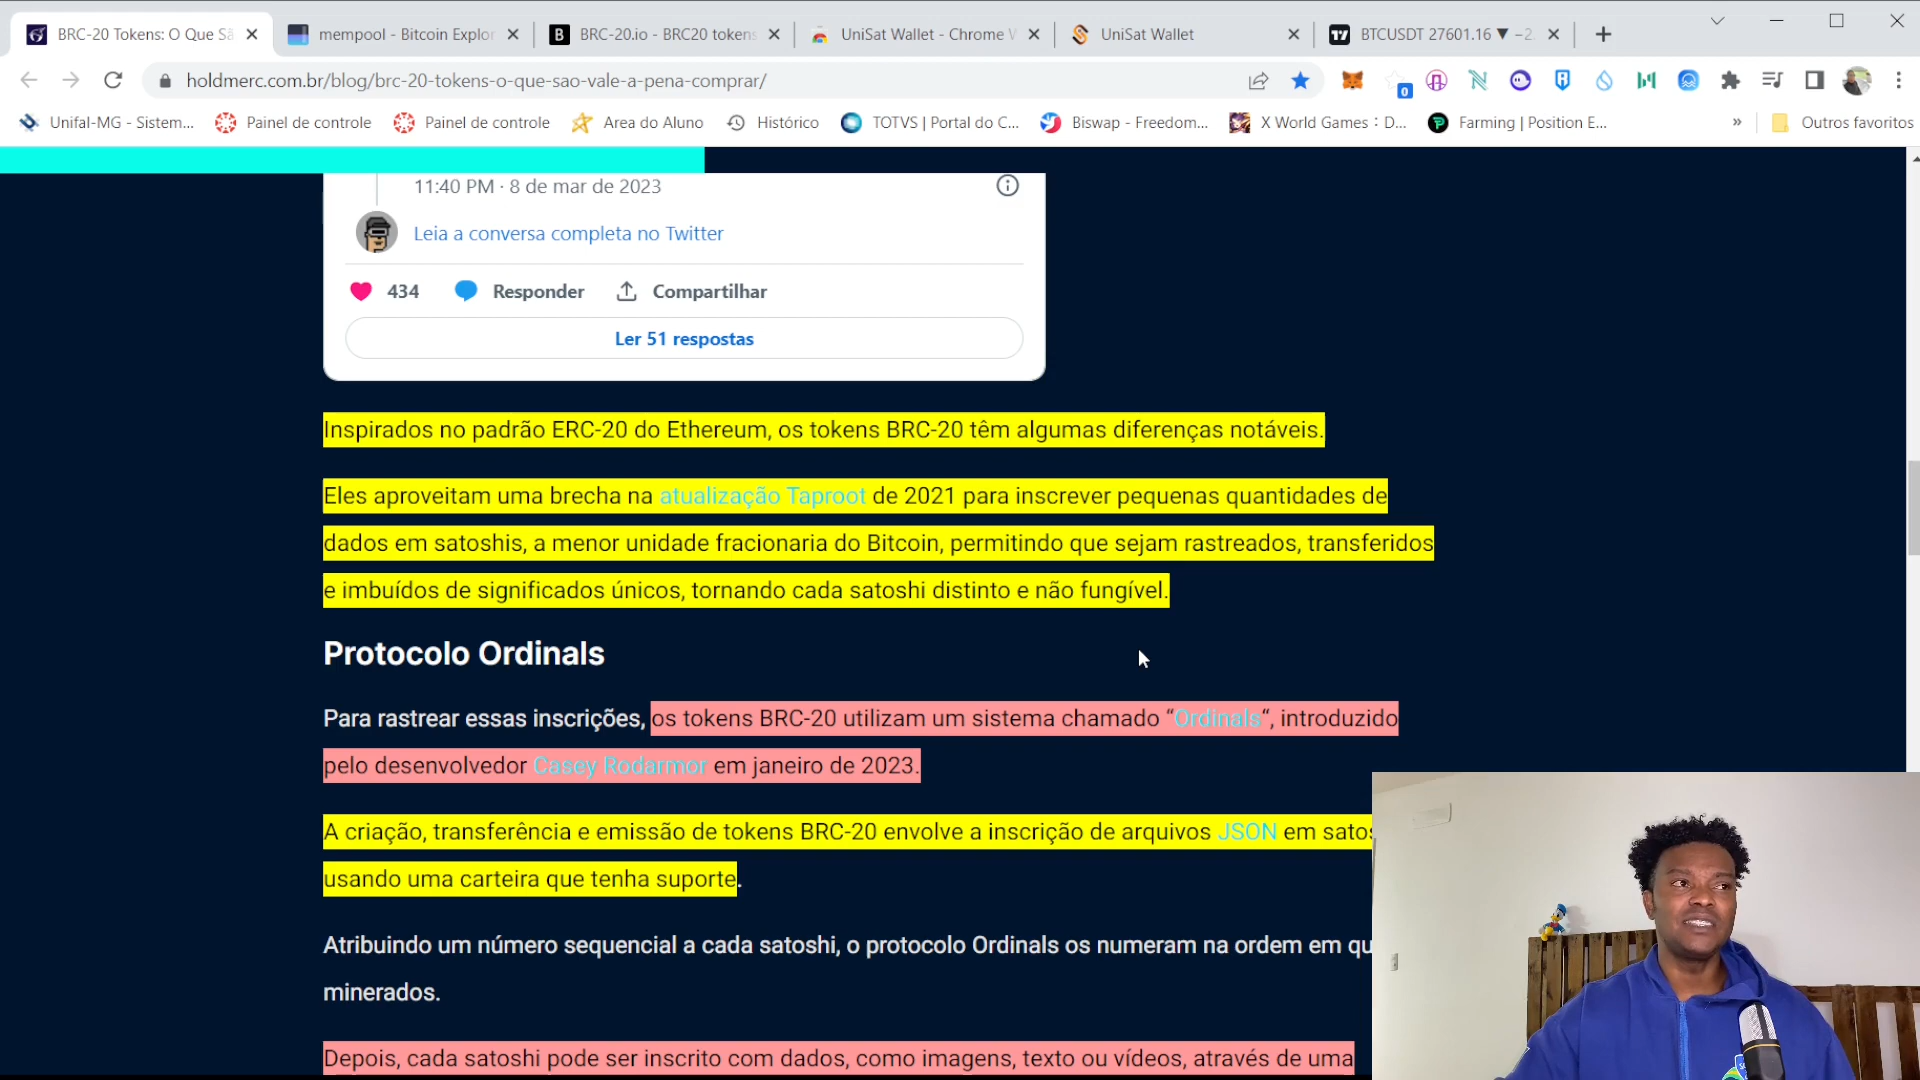 BRC-20 Tokens: O Que Sã
mempool - Bitcoin Explor
BRC-20.io - BRC20 tokens
UniSat Wallet - Chrome W
UniSat Wallet
BTCUSDT 27601.16 ▼ −2.
holdmerc.com.br/blog/brc-20-tokens-o-que-sao-vale-a-pena-comprar/
0
Unifal-MG - Sistem...
Painel de controle
Painel de controle
Area do Aluno
Histórico
TOTVS | Portal do C...
Biswap - Freedom...
X World Games : D...
Farming | Position E...
»
Outros favoritos
11:40 PM · 8 de mar de 2023
Leia a conversa completa no Twitter
434 Responder Compartilhar
Ler 51 respostas
Inspirados no padrão ERC-20 do Ethereum, os tokens BRC-20 têm algumas diferenças notáveis.
Eles aproveitam uma brecha na atualização Taproot de 2021 para inscrever pequenas quantidades de
dados em satoshis, a menor unidade fracionaria do Bitcoin, permitindo que sejam rastreados, transferidos
e imbuídos de significados únicos, tornando cada satoshi distinto e não fungível.
Protocolo Ordinals
Para rastrear essas inscrições, os tokens BRC-20 utilizam um sistema chamado “Ordinals“, introduzido
pelo desenvolvedor Casey Rodarmor em janeiro de 2023.
A criação, transferência e emissão de tokens BRC-20 envolve a inscrição de arquivos JSON em satos
usando uma carteira que tenha suporte.
Atribuindo um número sequencial a cada satoshi, o protocolo Ordinals os numeram na ordem em qu
minerados.
Depois, cada satoshi pode ser inscrito com dados, como imagens, texto ou vídeos, através de uma